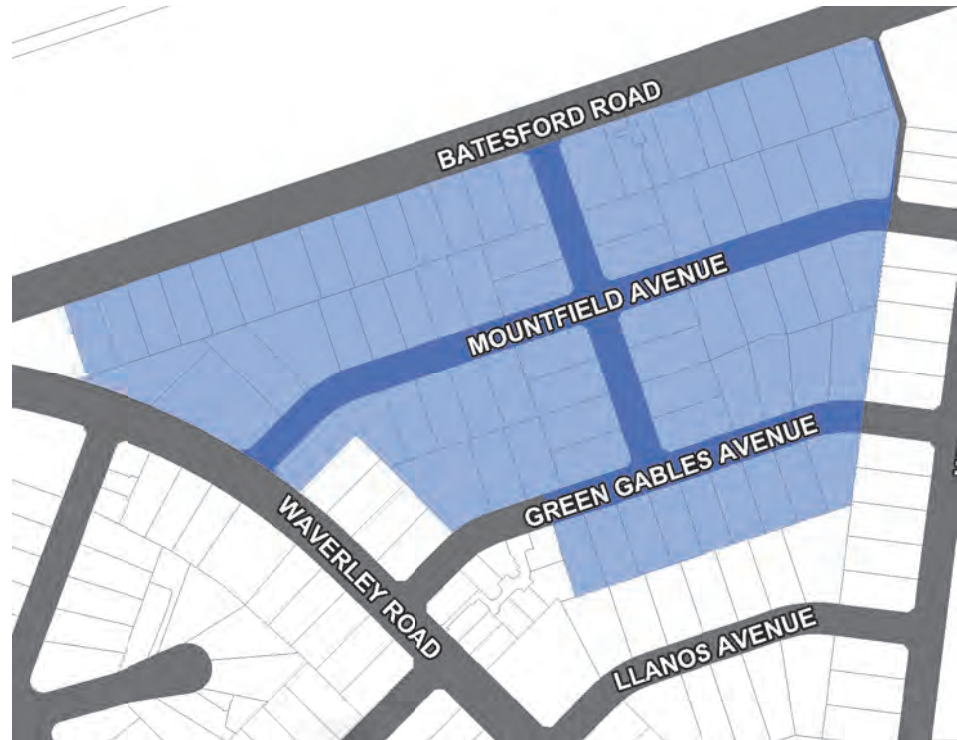 BATESFORD ROAD
MOUNTFIELD AVENUE
GREEN GABLES AVENUE
WAVERLEY ROAD
LLANOS AVENUE